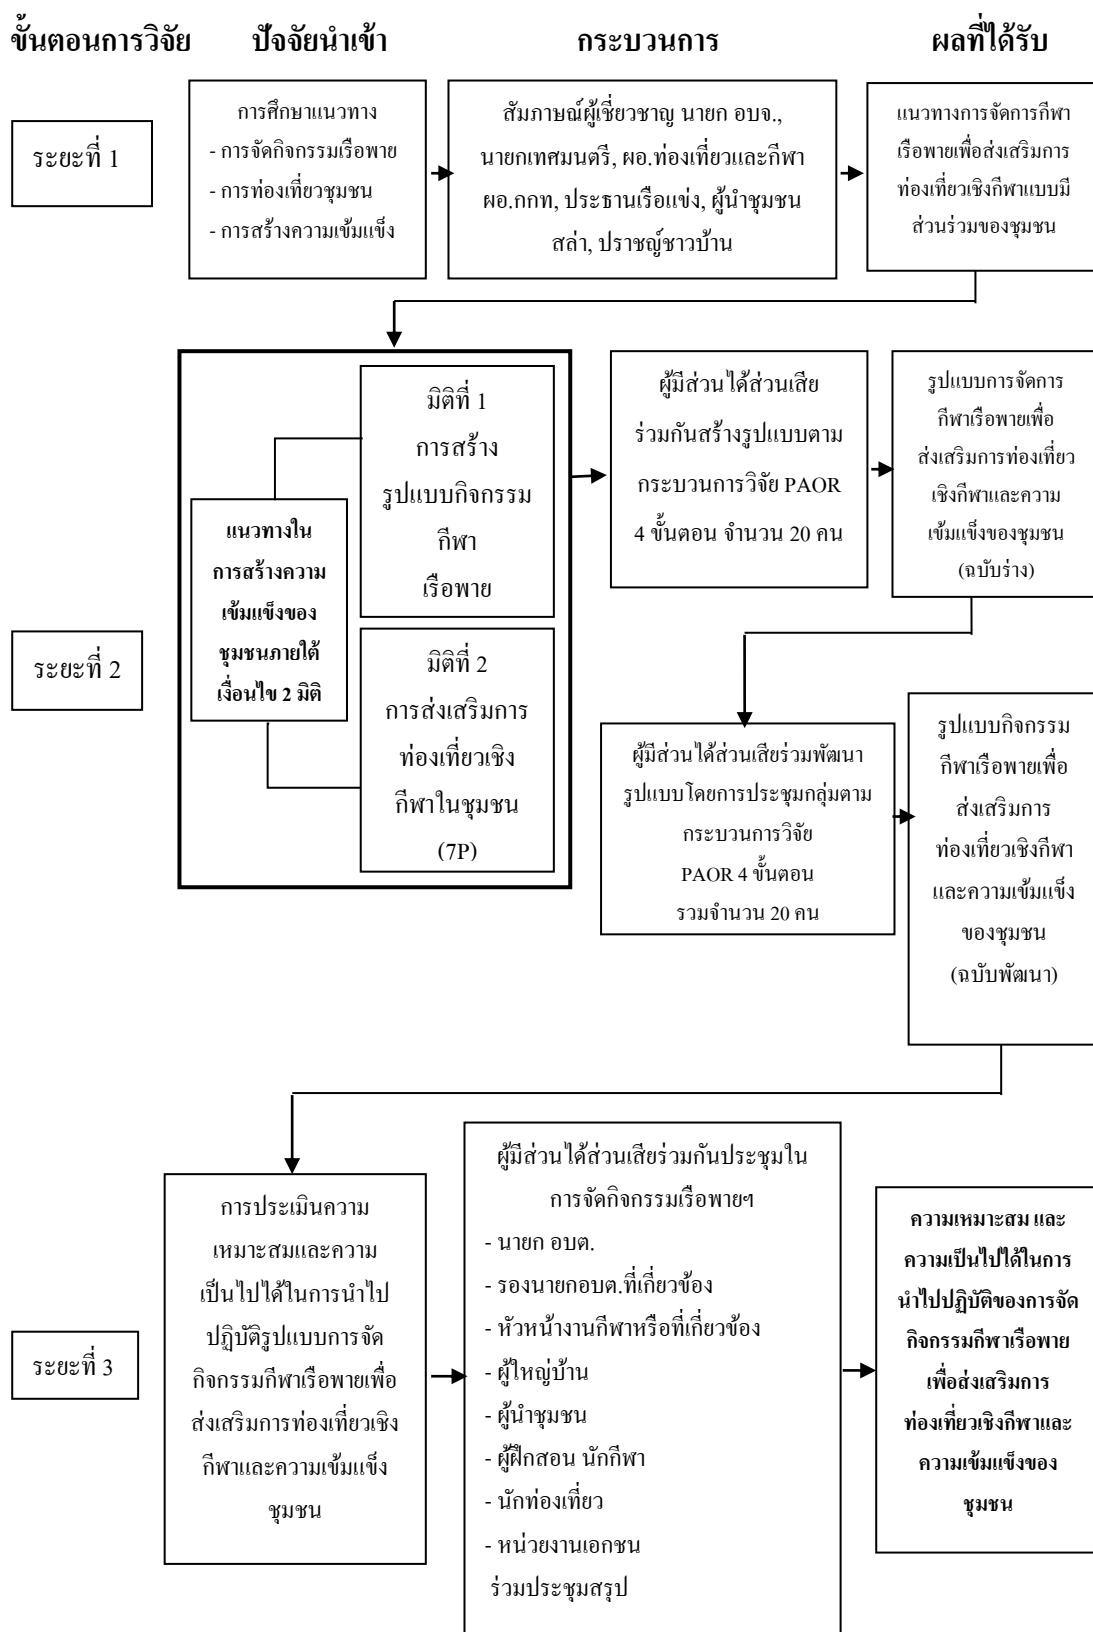 ขั้นตอนการวิจัย ปัจจัยนำเข้า กระบวนการ ผลที่ได้รับ
ระยะที่ 1
การศึกษาแนวทาง
- การจัดกิจกรรมเรือพาย
- การท่องเที่ยวชุมชน
- การสร้างความเข้มแข็ง
สัมภาษณ์ผู้เชี่ยวชาญ นายก อบจ.,
นายกเทศมนตรี, ผอ.ท่องเที่ยวและกีฬา
ผอ.กกท, ประธานเรือแข่ง, ผู้นำชุมชน
สล่า, ปราชญ์ชาวบ้าน
แนวทางการจัดการกีฬา
เรือพายเพื่อส่งเสริมการ
ท่องเที่ยวเชิงกีฬาแบบมี
ส่วนร่วมของชุมชน
ระยะที่ 2
แนวทางใน
การสร้างความ
เข้มแข็งของ
ชุมชนภายใต้
เงื่อนไข 2 มิติ
มิติที่ 1
การสร้าง
รูปแบบกิจกรรม
กีฬา
เรือพาย
มิติที่ 2
การส่งเสริมการ
ท่องเที่ยวเชิง
กีฬาในชุมชน
(7P)
ผู้มีส่วนได้ส่วนเสีย
ร่วมกันสร้างรูปแบบตาม
กระบวนการวิจัย PAOR
4 ขั้นตอน จำนวน 20 คน
รูปแบบการจัดการ
กีฬาเรือพายเพื่อ
ส่งเสริมการท่องเที่ยว
เชิงกีฬาและความ
เข้มแข็งของชุมชน
(ฉบับร่าง)
ผู้มีส่วนได้ส่วนเสียร่วมพัฒนา
รูปแบบโดยการประชุมกลุ่มตาม
กระบวนการวิจัย
PAOR 4 ขั้นตอน
รวมจำนวน 20 คน
รูปแบบกิจกรรม
กีฬาเรือพายเพื่อ
ส่งเสริมการ
ท่องเที่ยวเชิงกีฬา
และความเข้มแข็ง
ของชุมชน
(ฉบับพัฒนา)
ระยะที่ 3
การประเมินความ
เหมาะสมและความ
เป็นไปได้ในการนำไป
ปฏิบัติรูปแบบการจัด
กิจกรรมกีฬาเรือพายเพื่อ
ส่งเสริมการท่องเที่ยวเชิง
กีฬาและความเข้มแข็ง
ชุมชน
ผู้มีส่วนได้ส่วนเสียร่วมกันประชุมใน
การจัดกิจกรรมเรือพายฯ
- นายก อบต.
- รองนายกอบต.ที่เกี่ยวข้อง
- หัวหน้างานกีฬาหรือที่เกี่ยวข้อง
- ผู้ใหญ่บ้าน
- ผู้นำชุมชน
- ผู้ฝึกสอน นักกีฬา
- นักท่องเที่ยว
- หน่วยงานเอกชน
ร่วมประชุมสรุป
ความเหมาะสม และ
ความเป็นไปได้ในการ
นำไปปฏิบัติของการจัด
กิจกรรมกีฬาเรือพาย
เพื่อส่งเสริมการ
ท่องเที่ยวเชิงกีฬาและ
ความเข้มแข็งของ
ชุมชน